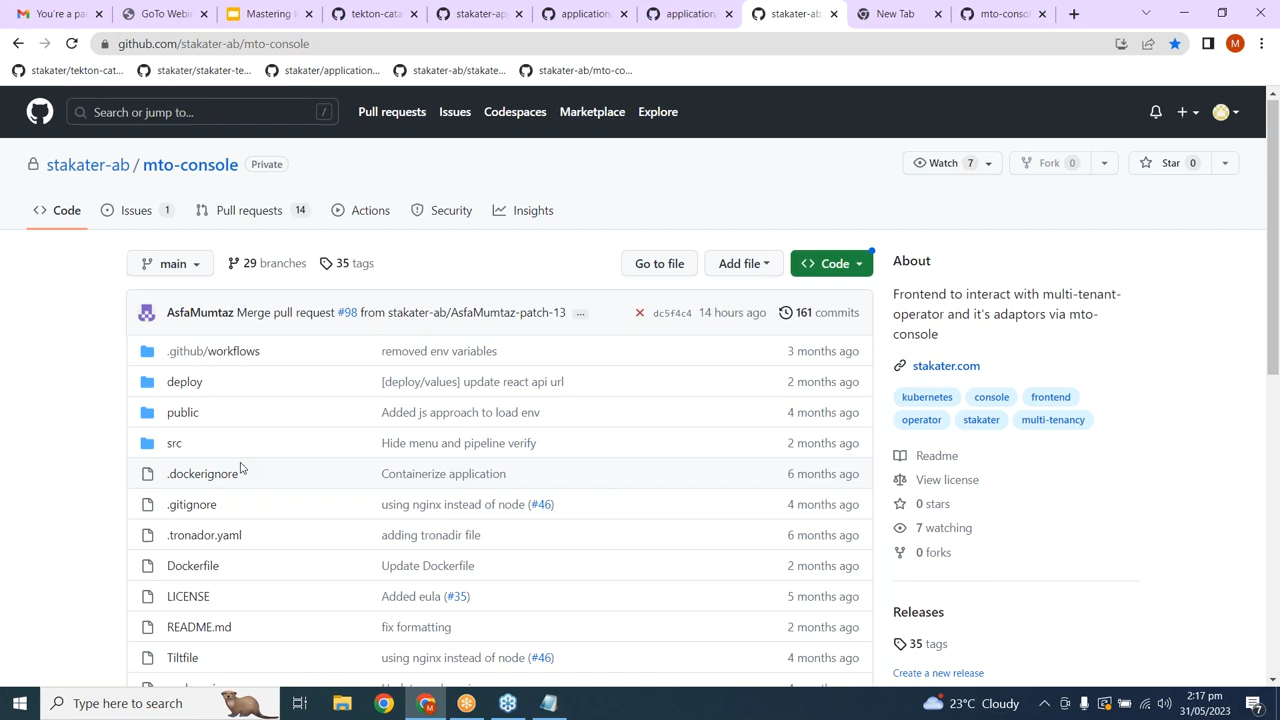 You're a pa
GoTo Webin
Mastering K
tekton-cata
stakater-ap
application/
application/
stakater-ab
New Tab
mto-conso
github.com/stakater-ab/mto-console
M
stakater/tekton-cat...
stakater/stakater-te...
stakater/application...
stakater-ab/stakate...
stakater-ab/mto-co...
Search or jump to...
/
Pull requests
Issues
Codespaces
Marketplace
Explore
stakater-ab / mto-console Private
Watch 7
Fork 0
Star 0
Code
Issues 1
Pull requests 14
Actions
Security
Insights
main
29 branches
35 tags
Go to file
Add file
Code
AsfaMumtaz Merge pull request #98 from stakater-ab/AsfaMumtaz-patch-13 ... dc5f4c4 14 hours ago 161 commits
.github/workflows removed env variables 3 months ago
deploy [deploy/values] update react api url 2 months ago
public Added js approach to load env 4 months ago
src Hide menu and pipeline verify 2 months ago
.dockerignore Containerize application 6 months ago
.gitignore using nginx instead of node (#46) 4 months ago
.tronador.yaml adding tronadir file 6 months ago
Dockerfile Update Dockerfile 2 months ago
LICENSE Added eula (#35) 5 months ago
README.md fix formatting 2 months ago
Tiltfile using nginx instead of node (#46) 4 months ago
About
Frontend to interact with multi-tenant-
operator and it's adaptors via mto-
console
stakater.com
kubernetes console frontend
operator stakater multi-tenancy
Readme
View license
0 stars
7 watching
0 forks
Releases
35 tags
Create a new release
Type here to search
23°C Cloudy
2:17 pm
31/05/2023
7